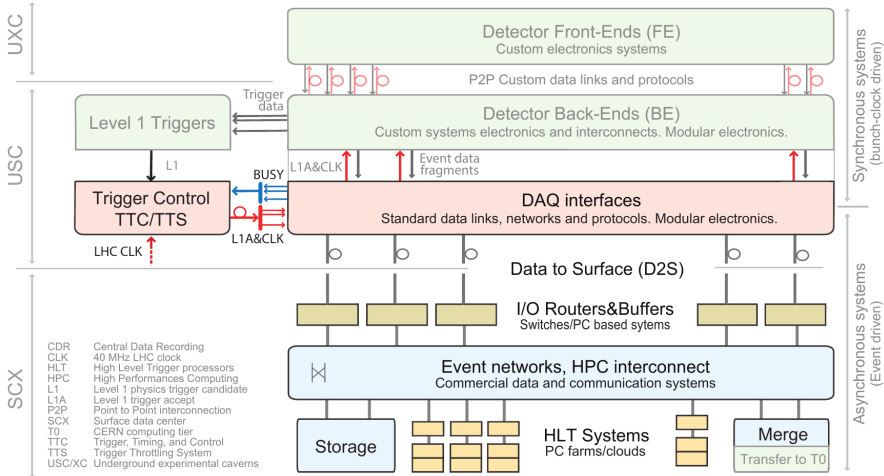 UXC
Detector Front-Ends (FE)
Custom electronics systems
P2P Custom data links and protocols
Synchronous systems
(bunch-clock driven)
USC
Trigger
data
Level 1 Triggers
Detector Back-Ends (BE)
Custom systems electronics and interconnects. Modular electronics.
L1
L1A&CLK
Event data
fragments
BUSY
Trigger Control
TTC/TTS
DAQ interfaces
Standard data links, networks and protocols. Modular electronics.
LHC CLK
L1A&CLK
Data to Surface (D2S)
Asynchronous systems
(Event driven)
SCX
I/O Routers&Buffers
Switches/PC based sytems
CDR Central Data Recording
CLK 40 MHz LHC clock
HLT High Level Trigger processors
HPC High Performances Computing
L1 Level 1 physics trigger candidate
L1A Level 1 trigger accept
P2P Point to Point interconnection
SCX Surface data center
T0 CERN computing tier
TTC Trigger, Timing, and Control
TTS Trigger Throttling System
USC/XC Underground experimental caverns
Event networks, HPC interconnect
Commercial data and communication systems
Storage
HLT Systems
PC farms/clouds
Merge
Transfer to T0